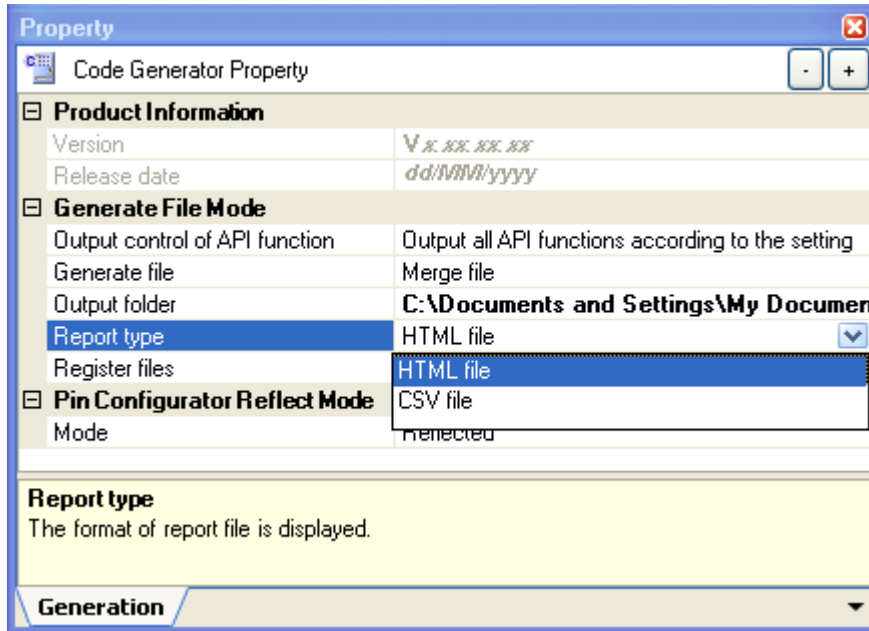 Property
Code Generator Property - +
Product Information
Version V x.xx.xx.xx
Release date dd/MM/yyyy
Generate File Mode
Output control of API function Output all API functions according to the setting
Generate file Merge file
Output folder C:\Documents and Settings\My Documen
Report type HTML file
Register files HTML file
Pin Configurator Reflect Mode CSV file
Mode Reflected
Report type
The format of report file is displayed.
Generation